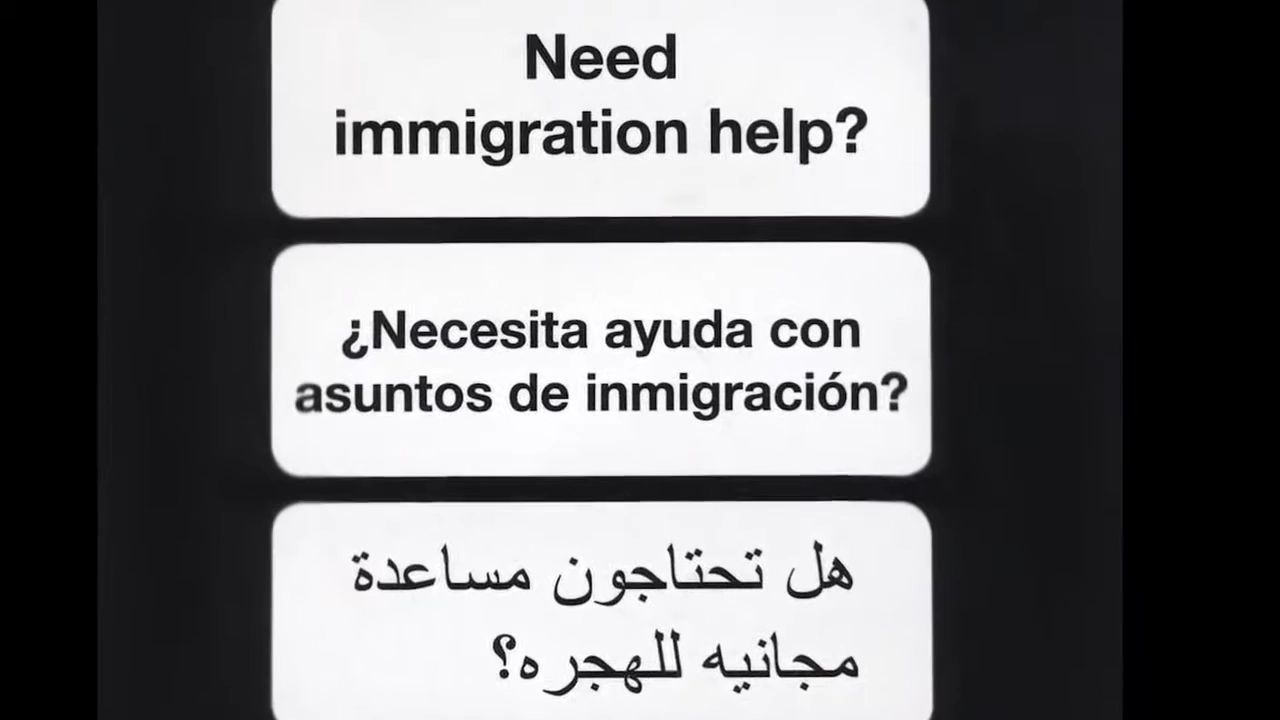 Need
immigration help?
¿Necesita ayuda con
asuntos de inmigración?
هل تحتاجون مساعدة
مجانيه للهجره؟